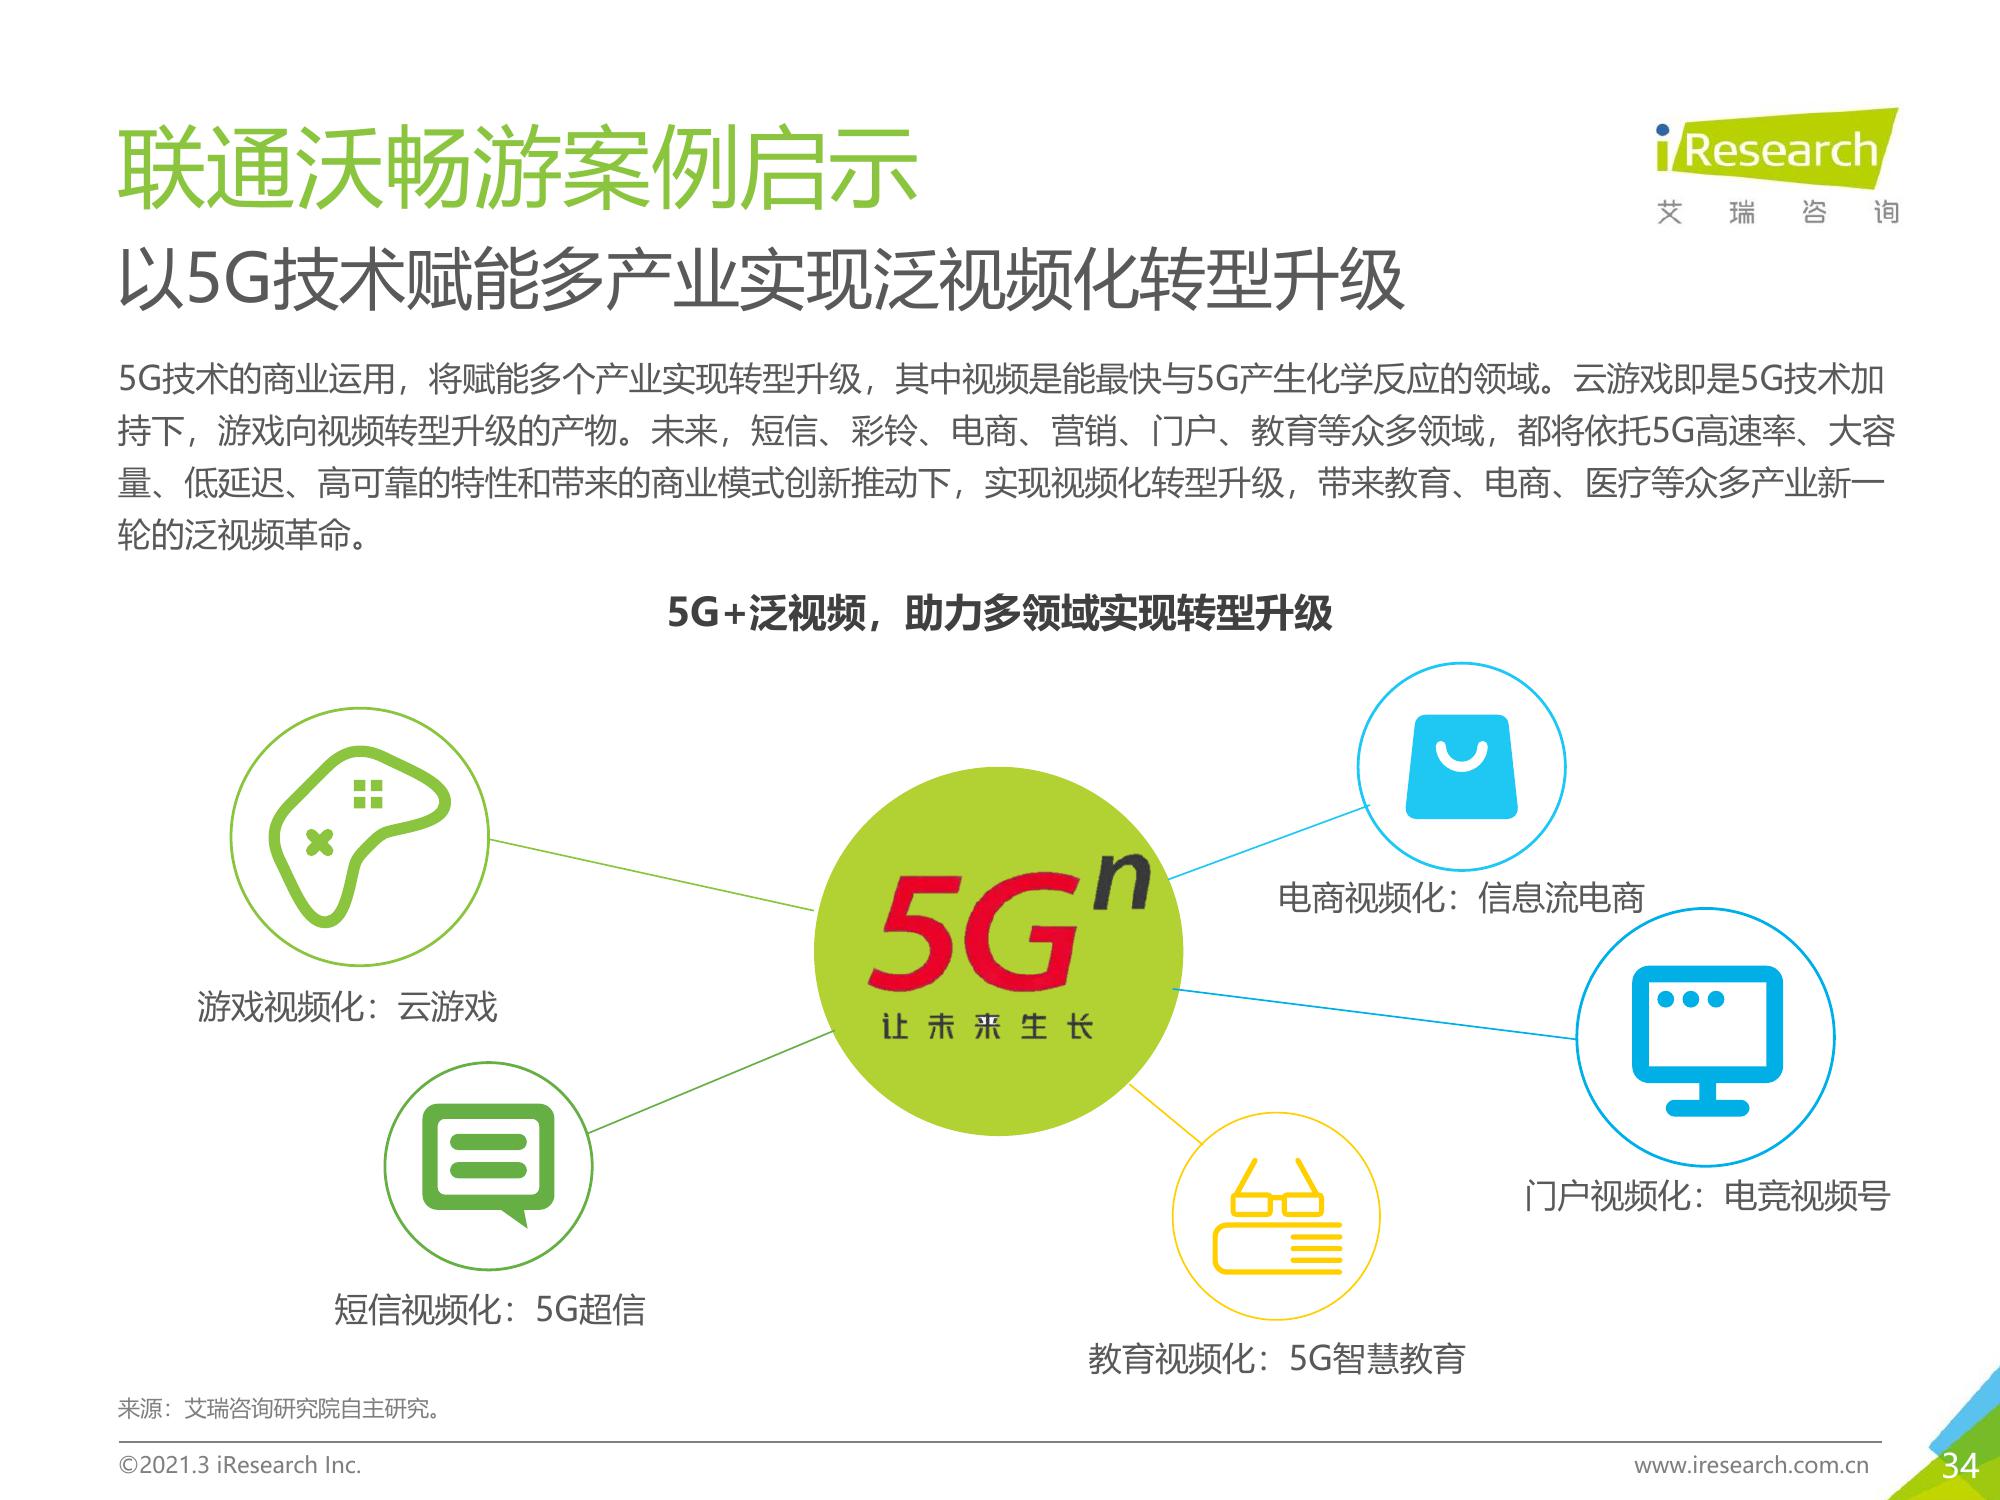 联通沃畅游案例启示
iResearch
艾瑞咨询
以5G技术赋能多产业实现泛视频化转型升级
5G技术的商业运用，将赋能多个产业实现转型升级，其中视频是能最快与5G产生化学反应的领域。云游戏即是5G技术加
持下，游戏向视频转型升级的产物。未来，短信、彩铃、电商、营销、门户、教育等众多领域，都将依托5G高速率、大容
量、低延迟、高可靠的特性和带来的商业模式创新推动下，实现视频化转型升级，带来教育、电商、医疗等众多产业新一
轮的泛视频革命。
5G+泛视频，助力多领域实现转型升级
5Gn
让未来生长
电商视频化：信息流电商
游戏视频化：云游戏
门户视频化：电竞视频号
短信视频化：5G超信
教育视频化：5G智慧教育
来源：艾瑞咨询研究院自主研究。
©2021.3 iResearch Inc.
www.iresearch.com.cn
34